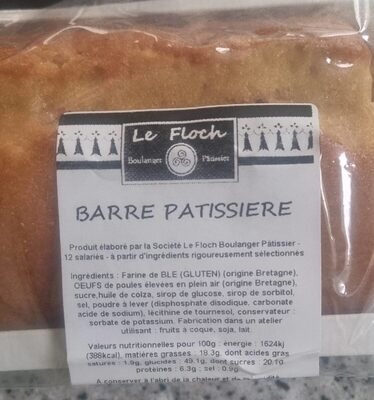 Le Floch
Boulanger Pâtissier
BARRE PATISSIERE
Produit élaboré par la Société Le Floch Boulanger Pâtissier -
12 salariés - à partir d'ingrédients rigoureusement sélectionnés
Ingrédients : Farine de BLE (GLUTEN) (origine Bretagne),
OEUFS de poules élevées en plein air (origine Bretagne),
sucre,huile de colza, sirop de glucose, sirop de sorbitol,
sel, poudre à lever (disphosphate disodique, carbonate
acide de sodium), lécithine de tournesol, conservateur :
sorbate de potassium. Fabrication dans un atelier
utilisant : fruits à coque, soja, lait
Valeurs nutritionnelles pour 100g : énergie : 1624kj
(388kcal), matières grasses : 18.3g, dont acides gras
satures : 1.9g, glucides : 49.1g, dont sucres : 20.1g
protéines : 6.3g ; sel : 0.9g
A conserver à l'abri de la chaleur et de